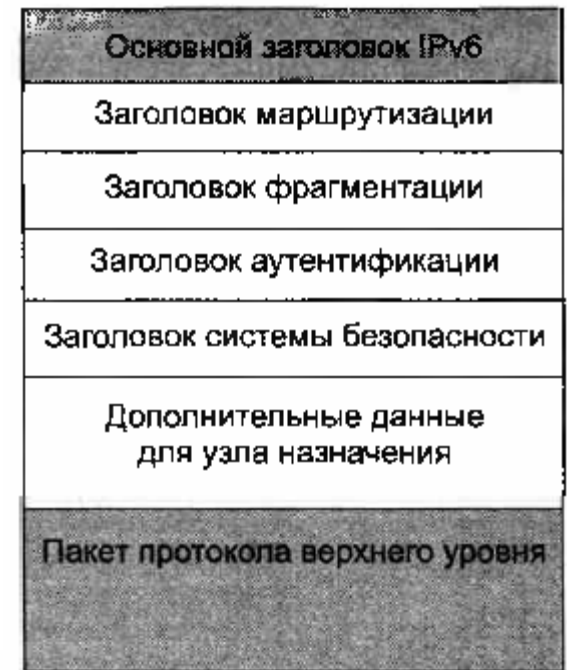 Основной заголовок IPv6
Заголовок маршрутизации
Заголовок фрагментации
Заголовок аутентификации
Заголовок системы безопасности
Дополнительные данные
для узла назначения
Пакет протокола верхнего уровня